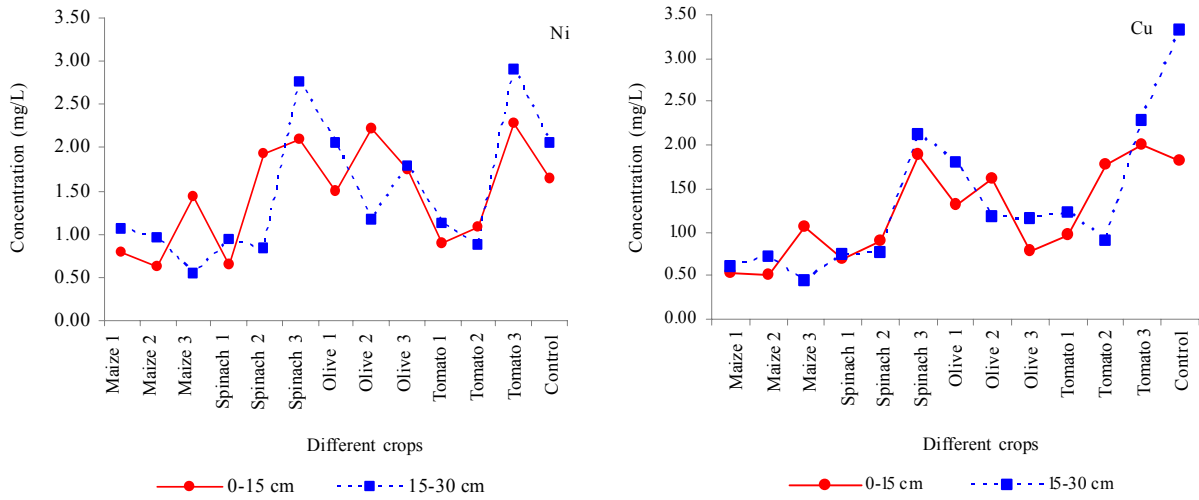 Ni
Concentration (mg/L)
3.50
3.00
2.50
2.00
1.50
1.00
0.50
0.00
Maize 1
Maize 2
Maize 3
Spinach 1
Spinach 2
Spinach 3
Olive 1
Olive 2
Olive 3
Tomato 1
Tomato 2
Tomato 3
Control
Different crops
0-15 cm
15-30 cm
Cu
Concentration (mg/L)
3.50
3.00
2.50
2.00
150
100
0.50
0.00
Maize 1
Maize 2
Maize 3
Spinach 1
Spinach 2
Spinach 3
Olive 1
Olive 2
Olive 3
Tomato 1
Tomato 2
Tomato 3
Control
Different crops
0-15 cm
15-30 cm